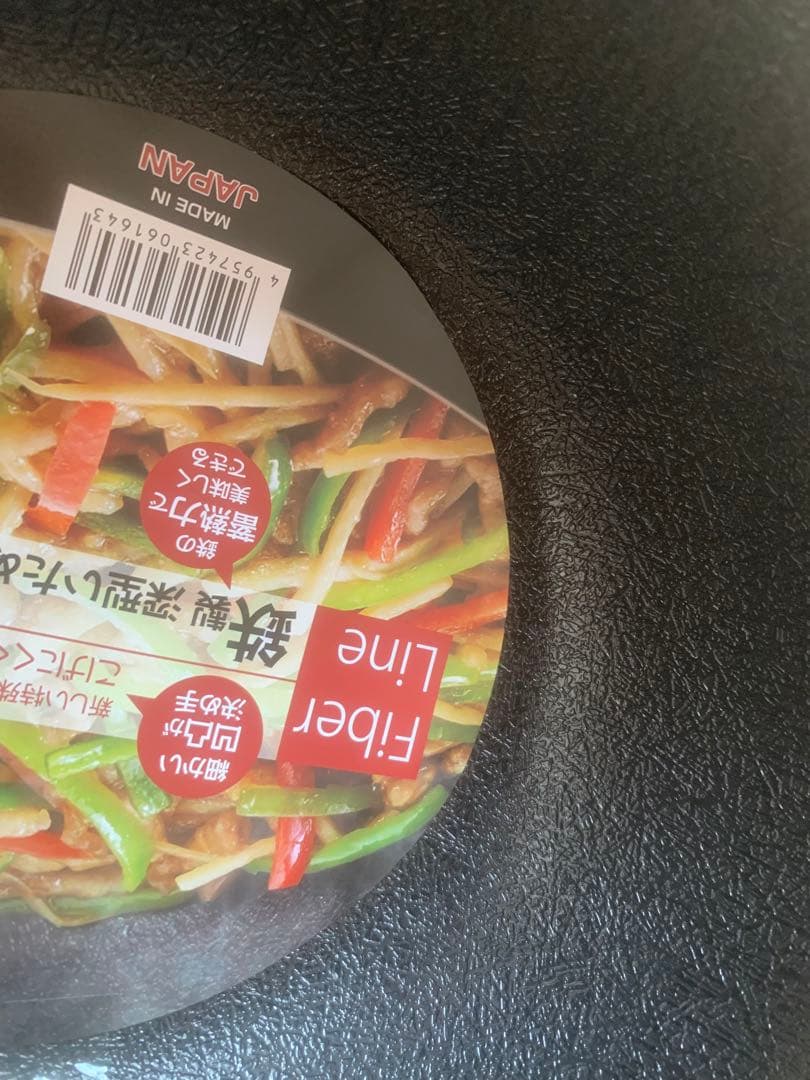 Fiber
Line
細かい
凹凸が
決め手
新しい特殊
こげにくく
鉄製 深型いため
鉄の
蓄熱力で
美味しく
できる
4 957423 061643
MADE IN
JAPAN